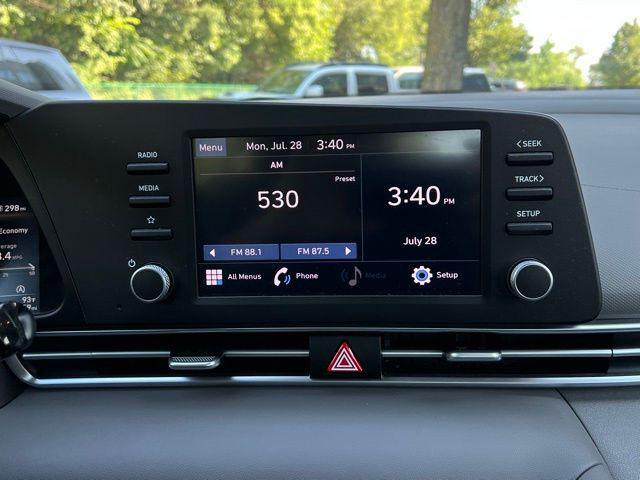 298 mi
Economy
RADIO
MEDIA
Menu Mon, Jul. 28 3:40 PM
AM
Preset
530
FM 88.1 FM 87.5
3:40 PM
July 28
All Menus Phone Media Setup
< SEEK
TRACK >
SETUP
93°F